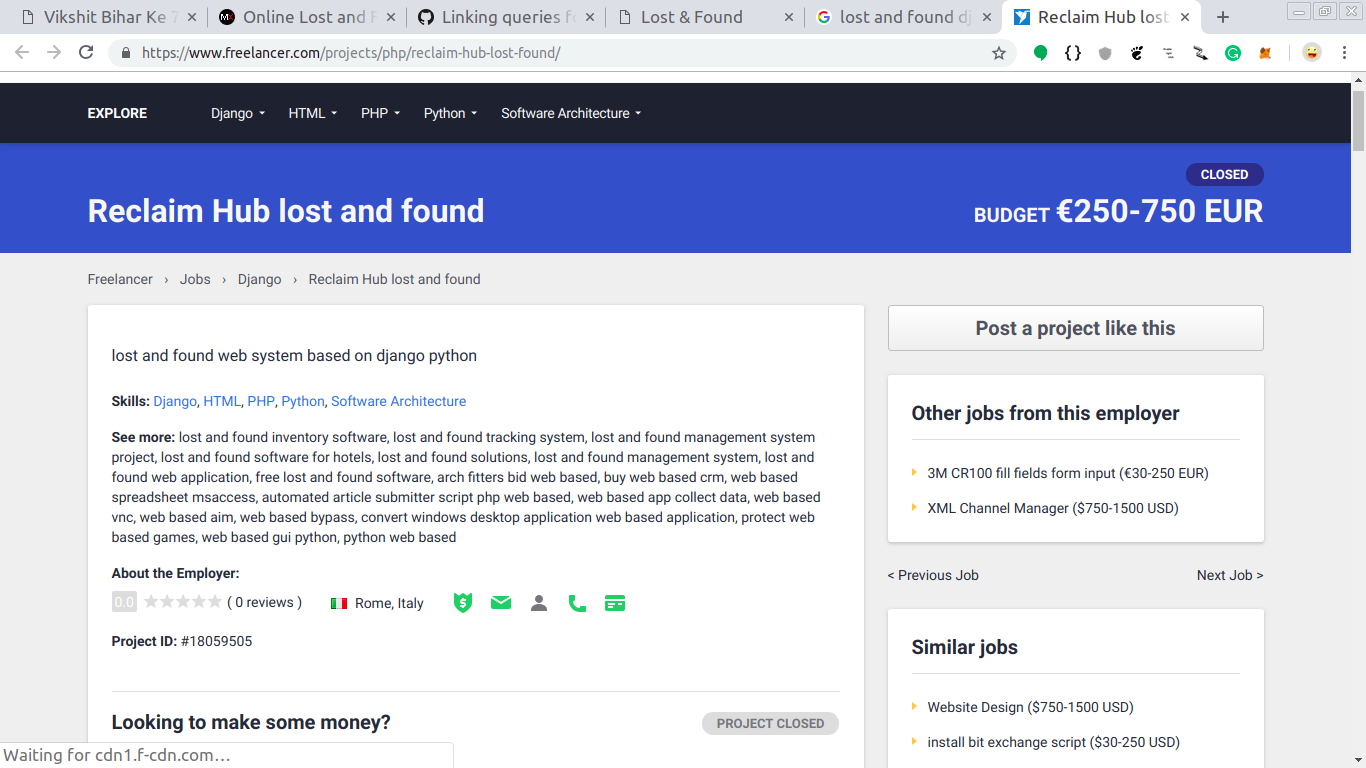 Vikshit Bihar Ke 7
Online Lost and F
Linking queries fo
Lost & Found
lost and found dj
Reclaim Hub lost
https://www.freelancer.com/projects/php/reclaim-hub-lost-found/
EXPLORE Django HTML PHP Python Software Architecture
CLOSED
Reclaim Hub lost and found
BUDGET €250-750 EUR
Freelancer › Jobs › Django › Reclaim Hub lost and found
lost and found web system based on django python
Skills: Django, HTML, PHP, Python, Software Architecture
See more: lost and found inventory software, lost and found tracking system, lost and found management system
project, lost and found software for hotels, lost and found solutions, lost and found management system, lost and
found web application, free lost and found software, arch fitters bid web based, buy web based crm, web based
spreadsheet msaccess, automated article submitter script php web based, web based app collect data, web based
vnc, web based aim, web based bypass, convert windows desktop application web based application, protect web
based games, web based gui python, python web based
About the Employer:
0.0 ( 0 reviews ) Rome, Italy
Project ID: #18059505
Looking to make some money?
PROJECT CLOSED
Post a project like this
Other jobs from this employer
3M CR100 fill fields form input (€30-250 EUR)
XML Channel Manager ($750-1500 USD)
< Previous Job Next Job >
Similar jobs
Website Design ($750-1500 USD)
install bit exchange script ($30-250 USD)
Waiting for cdn1.f-cdn.com...